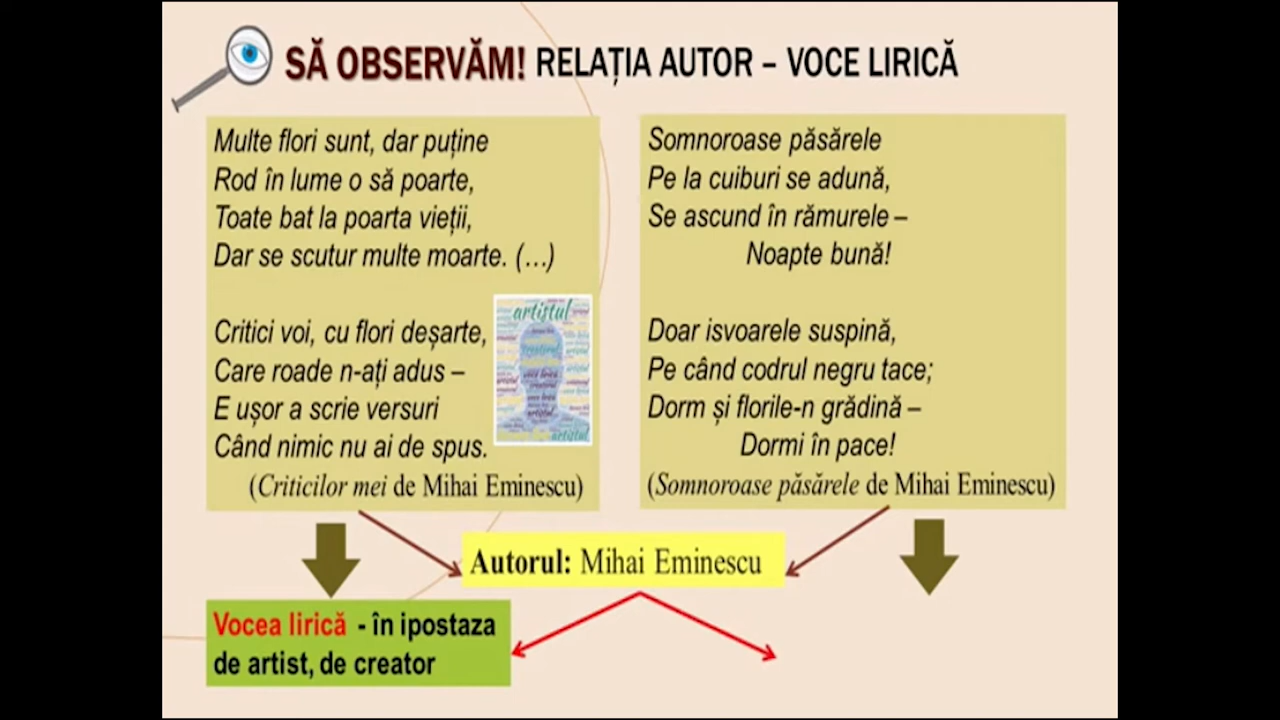 SĂ OBSERVĂM! RELAȚIA AUTOR – VOCE LIRICĂ
Multe flori sunt, dar puține
Rod în lume o să poarte,
Toate bat la poarta vieții,
Dar se scutur multe moarte. (…)
Critici voi, cu flori deșarte,
Care roade n-ați adus –
E ușor a scrie versuri
Când nimic nu ai de spus.
(Criticilor mei de Mihai Eminescu)
artistul
Somnoroase păsărele
Pe la cuiburi se adună,
Se ascund în rămurele –
Noapte bună!
Doar isvoarele suspină,
Pe când codrul negru tace;
Dorm și florile-n grădină –
Dormi în pace!
(Somnoroase păsărele de Mihai Eminescu)
Autorul: Mihai Eminescu
Vocea lirică - în ipostaza
de artist, de creator